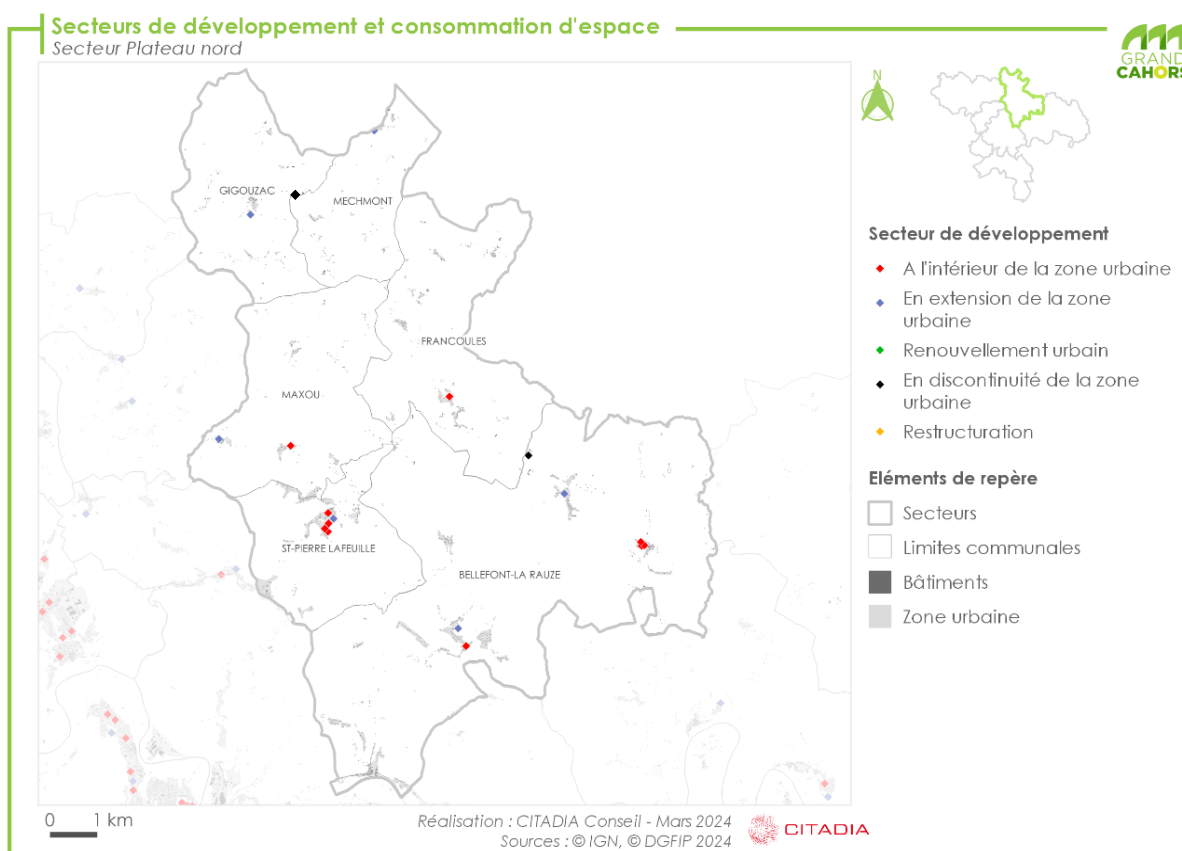 Secteurs de développement et consommation d'espace
Secteur Plateau nord
GRAND
CAHORS
N
GIGOUZAC
MECHMONT
FRANCOULES
MAXOU
ST-PIERRE LAFEUILLE
BELLEFONT-LA RAUZE
Secteur de développement
A l'intérieur de la zone urbaine
En extension de la zone
urbaine
Renouvellement urbain
En discontinuité de la zone
urbaine
Restructuration
Eléments de repère
Secteurs
Limites communales
Bâtiments
Zone urbaine
0 1 km
Réalisation : CITADIA Conseil - Mars 2024
Sources : © IGN, © DGFIP 2024
CITADIA